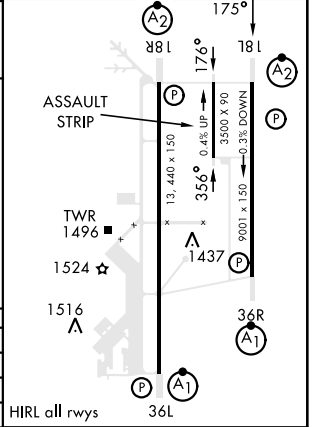 175°
A2
18R
176°
18L
A2
P
P
ASSAULT
STRIP
0.4% UP
3500 X 90
0.3% DOWN
13, 440 x 150
356°
9001 x 150
TWR
1496
x x
1437
1524
P
1516
36R
A1
P
A1
HIRL all rwys
36L